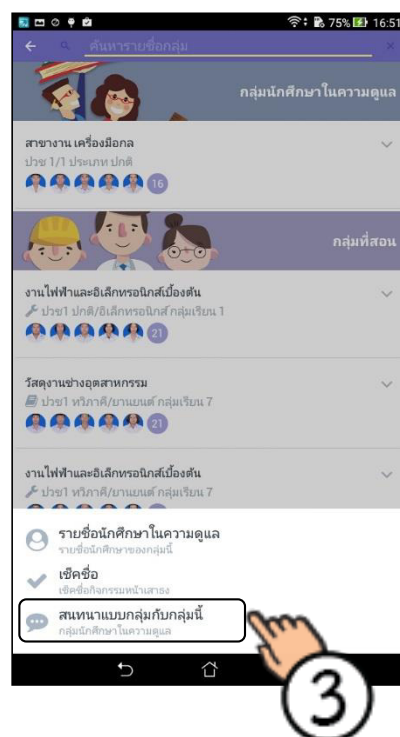 75% 16:51
ค้นหารายชื่อกลุ่ม
กลุ่มนักศึกษาในความดูแล
สาขางาน เครื่องมือกล
ปวช 1/1 ประเภท ปกติ
16
กลุ่มที่สอน
งานไฟฟ้าและอิเล็กทรอนิกส์เบื้องต้น
ปวช1 ปกติ/อิเล็กทรอนิกส์ กลุ่มเรียน 1
21
วัสดุงานช่างอุตสาหกรรม
ปวช1 ทวิภาคี/ยานยนต์ กลุ่มเรียน 7
21
งานไฟฟ้าและอิเล็กทรอนิกส์เบื้องต้น
ปวช1 ทวิภาคี/ยานยนต์ กลุ่มเรียน 7
รายชื่อนักศึกษาในความดูแล
รายชื่อนักศึกษาของกลุ่มนี้
เช็คชื่อ
เช็คชื่อกิจกรรมหน้าเสาธง
สนทนาแบบกลุ่มกับกลุ่มนี้
กลุ่มนักศึกษาในความดูแล
3